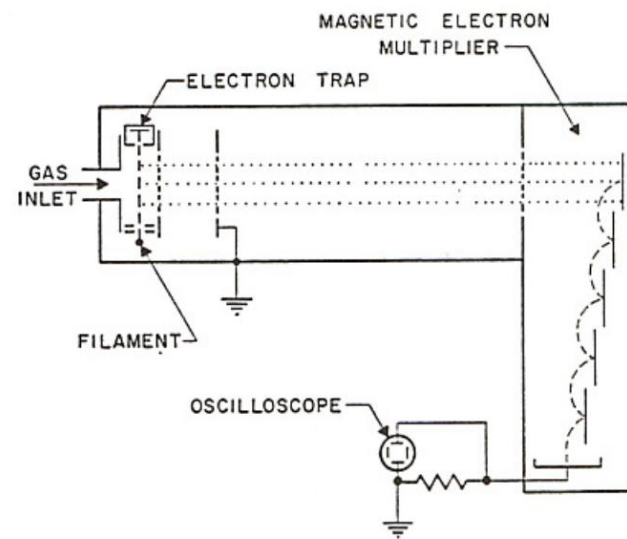 MAGNETIC ELECTRON
MULTIPLIER
ELECTRON TRAP
GAS
INLET
FILAMENT
OSCILLOSCOPE